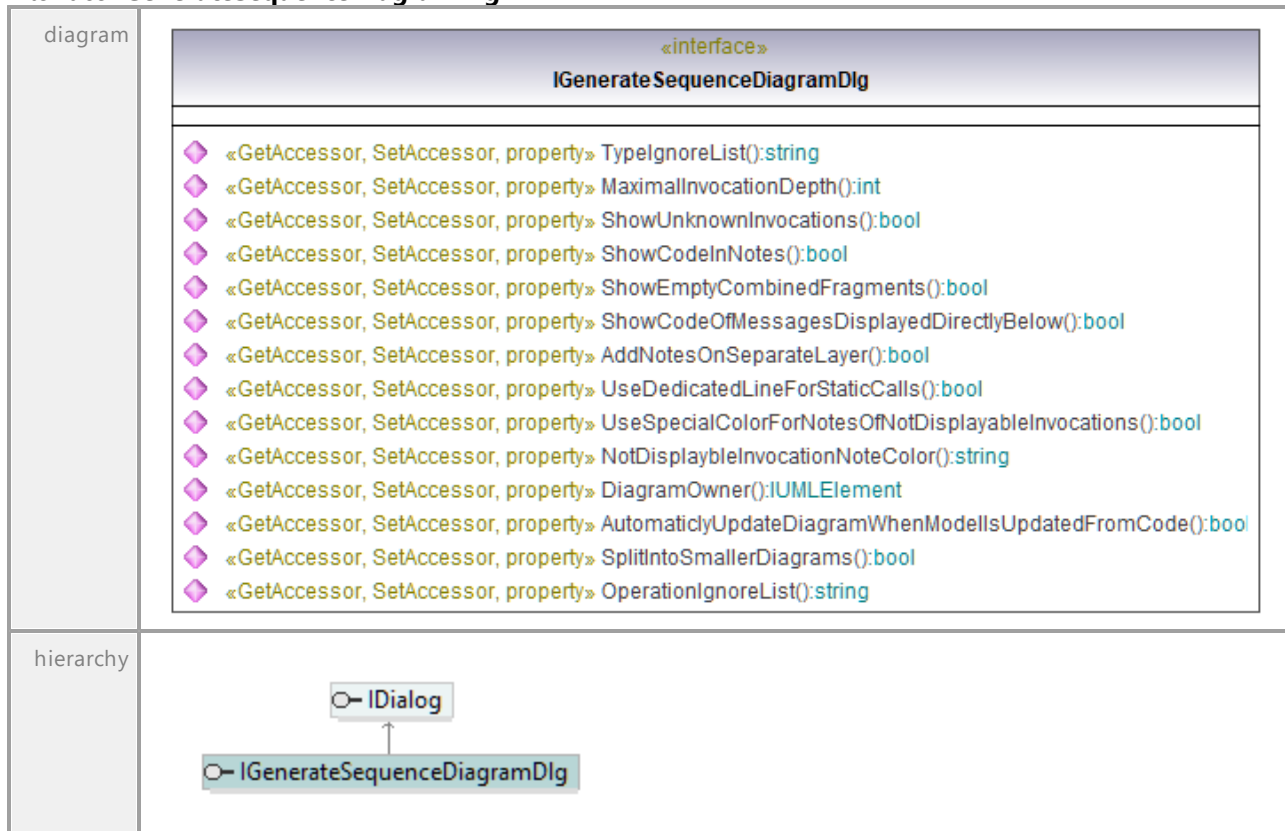 diagram
«interface»
IGenerateSequenceDiagramDlg
«GetAccessor, SetAccessor, property» TypeIgnoreList():string
«GetAccessor, SetAccessor, property» MaximalInvocationDepth():int
«GetAccessor, SetAccessor, property» ShowUnknownInvocations():bool
«GetAccessor, SetAccessor, property» ShowCodeInNotes():bool
«GetAccessor, SetAccessor, property» ShowEmptyCombinedFragments():bool
«GetAccessor, SetAccessor, property» ShowCodeOfMessagesDisplayedDirectlyBelow():bool
«GetAccessor, SetAccessor, property» AddNotesOnSeparateLayer():bool
«GetAccessor, SetAccessor, property» UseDedicatedLineForStaticCalls():bool
«GetAccessor, SetAccessor, property» UseSpecialColorForNotesOfNotDisplayableInvocations():bool
«GetAccessor, SetAccessor, property» NotDisplaybleInvocationNoteColor():string
«GetAccessor, SetAccessor, property» DiagramOwner():IUMLElement
«GetAccessor, SetAccessor, property» AutomaticlyUpdateDiagramWhenModelIsUpdatedFromCode():bool
«GetAccessor, SetAccessor, property» SplitIntoSmallerDiagrams():bool
«GetAccessor, SetAccessor, property» OperationIgnoreList():string
hierarchy
IDialog
IGenerateSequenceDiagramDlg